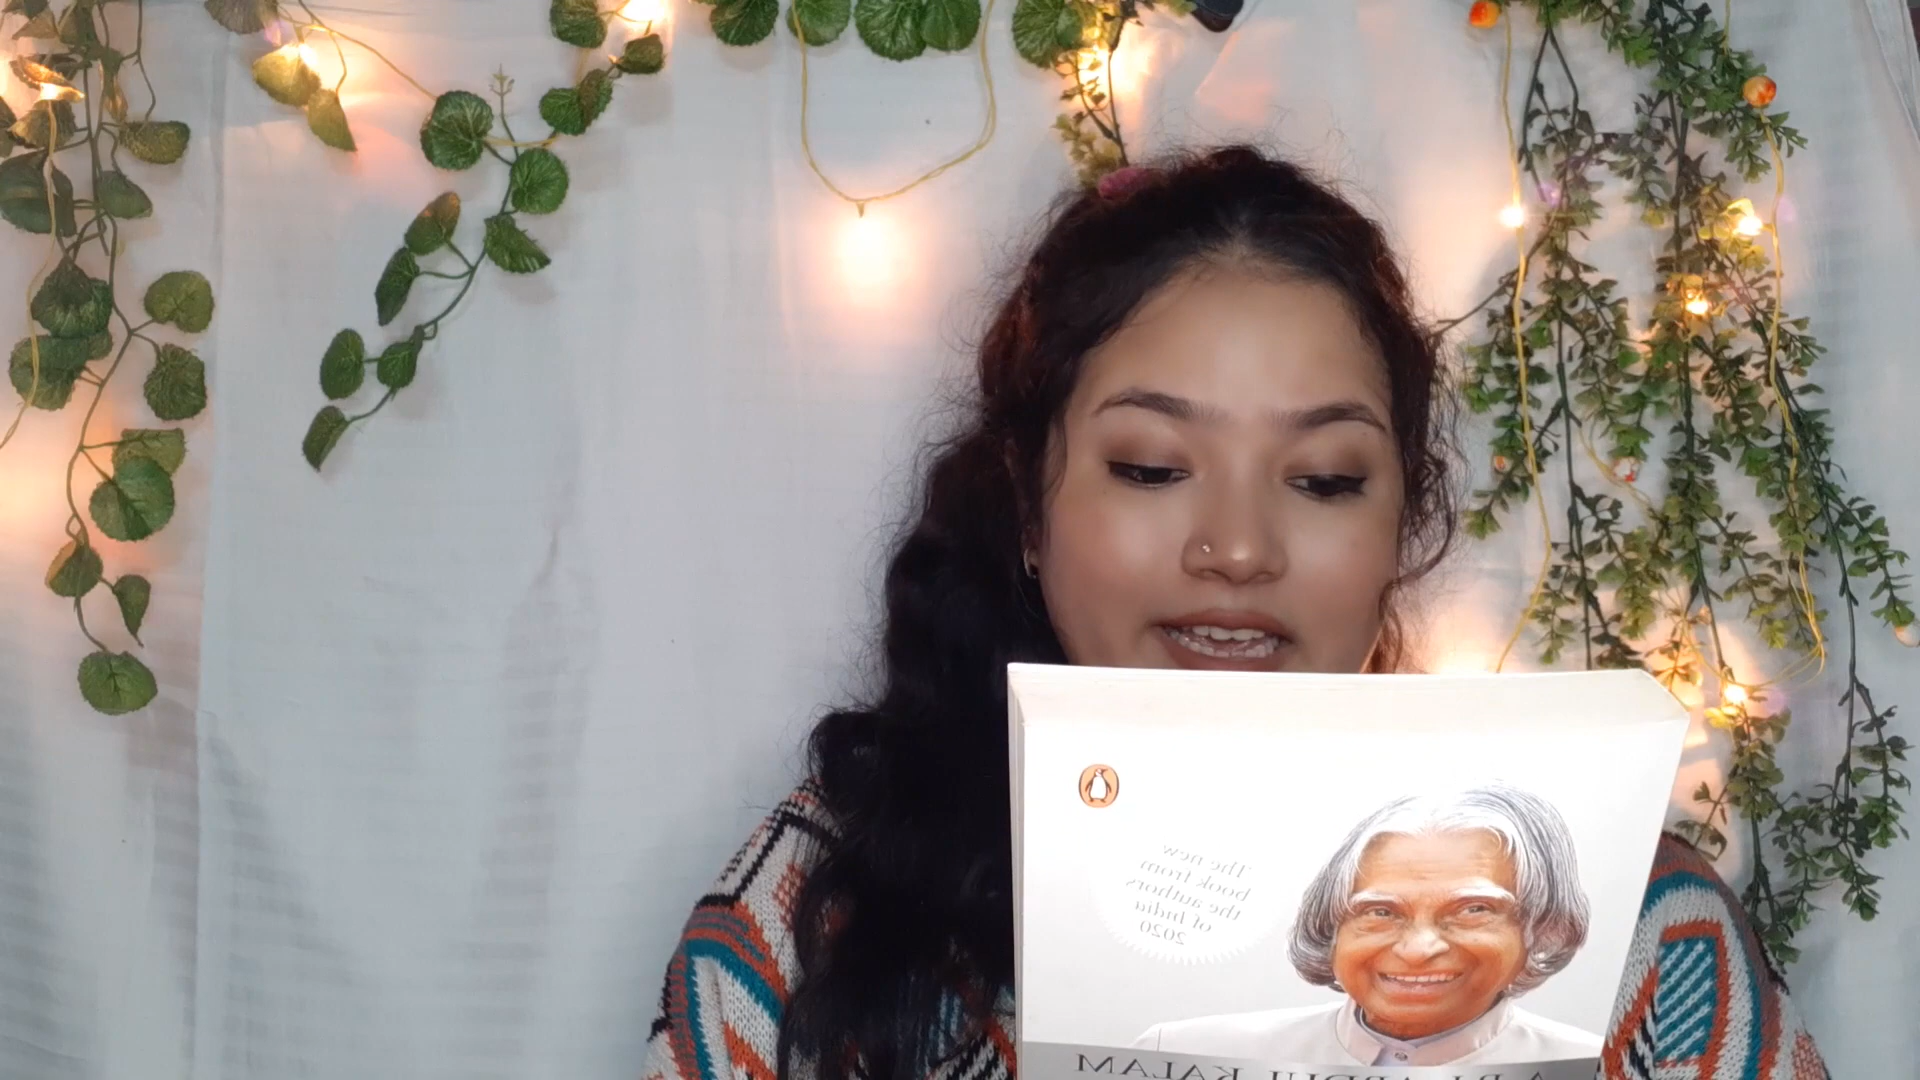 The new
book from
the authors
of India
2020
A P J ABDUL KALAM